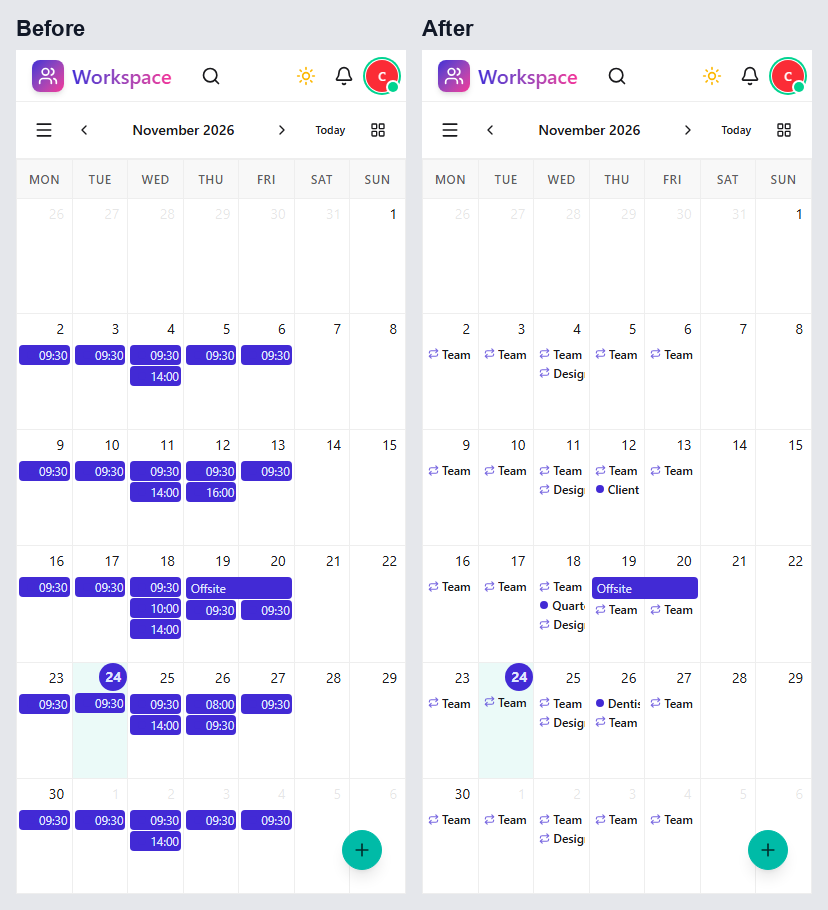 Before
Workspace
C
November 2026
Today
MON TUE WED THU FRI SAT SUN
26 27 28 29 30 31 1
2 3 4 5 6 7 8
09:30 09:30 09:30 09:30 09:30
14:00
9 10 11 12 13 14 15
09:30 09:30 09:30 09:30 09:30
14:00 16:00
16 17 18 19 20 21 22
09:30 09:30 09:30 Offsite
10:00 09:30 09:30
14:00
23 24 25 26 27 28 29
09:30 09:30 09:30 08:00 09:30
14:00 09:30
30 1 2 3 4 5 6
09:30 09:30 09:30 09:30 09:30
14:00
After
Workspace
C
November 2026
Today
MON TUE WED THU FRI SAT SUN
26 27 28 29 30 31 1
2 3 4 5 6 7 8
Team Team Team Team Team
Desig
9 10 11 12 13 14 15
Team Team Team Team Team
Desig Client
16 17 18 19 20 21 22
Team Team Team Offsite
Quart Team Team
Desig
23 24 25 26 27 28 29
Team Team Team Dentis Team
Desig Team
30 1 2 3 4 5 6
Team Team Team Team Team
Desig